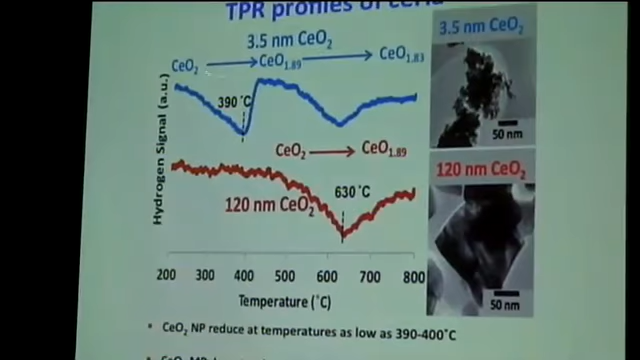 TPR profiles of ceria
3.5 nm CeO2
CeO2 → CeO1.89 → CeO1.83
390 °C
CeO2 → CeO1.89
630 °C
120 nm CeO2
Hydrogen Signal (a.u.)
200 300 400 500 600 700 800
Temperature (°C)
3.5 nm CeO2
50 nm
120 nm CeO2
50 nm
• CeO2 NP reduce at temperatures as low as 390-400°C